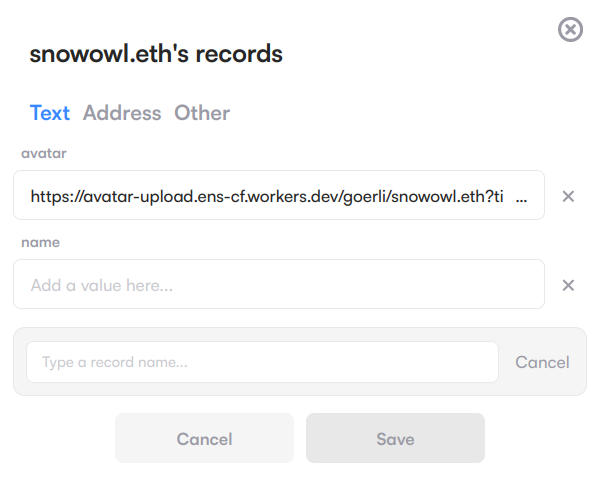 snowowl.eth's records
Text Address Other
avatar
https://avatar-upload.ens-cf.workers.dev/goerli/snowowl.eth?ti ...
name
Add a value here...
Type a record name... Cancel
Cancel Save